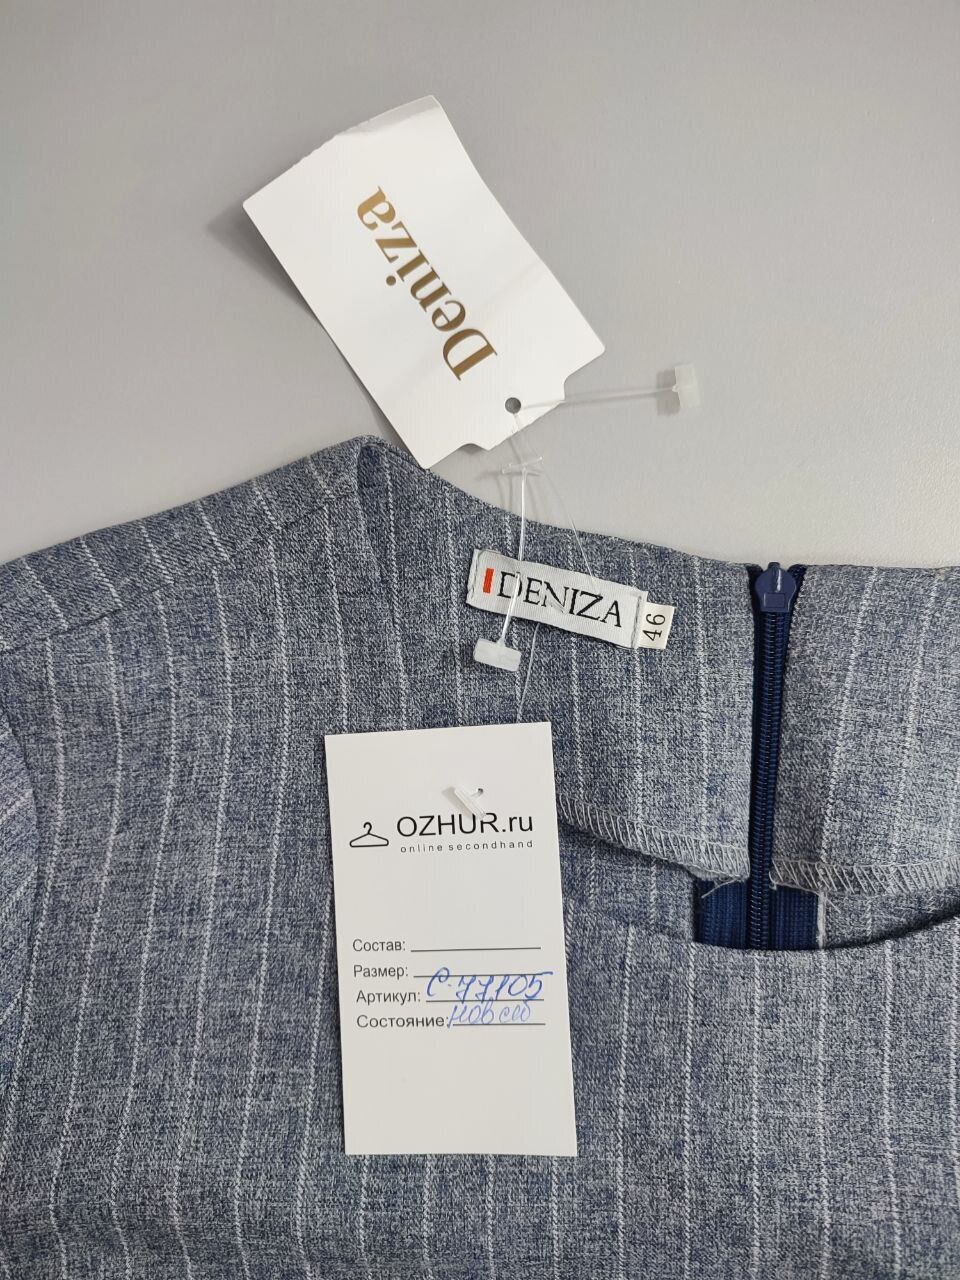 Deniza
DENIZA
46
OZHUR.ru
online secondhand
Состав:
Размер:
Артикул: С-77105
Состояние: